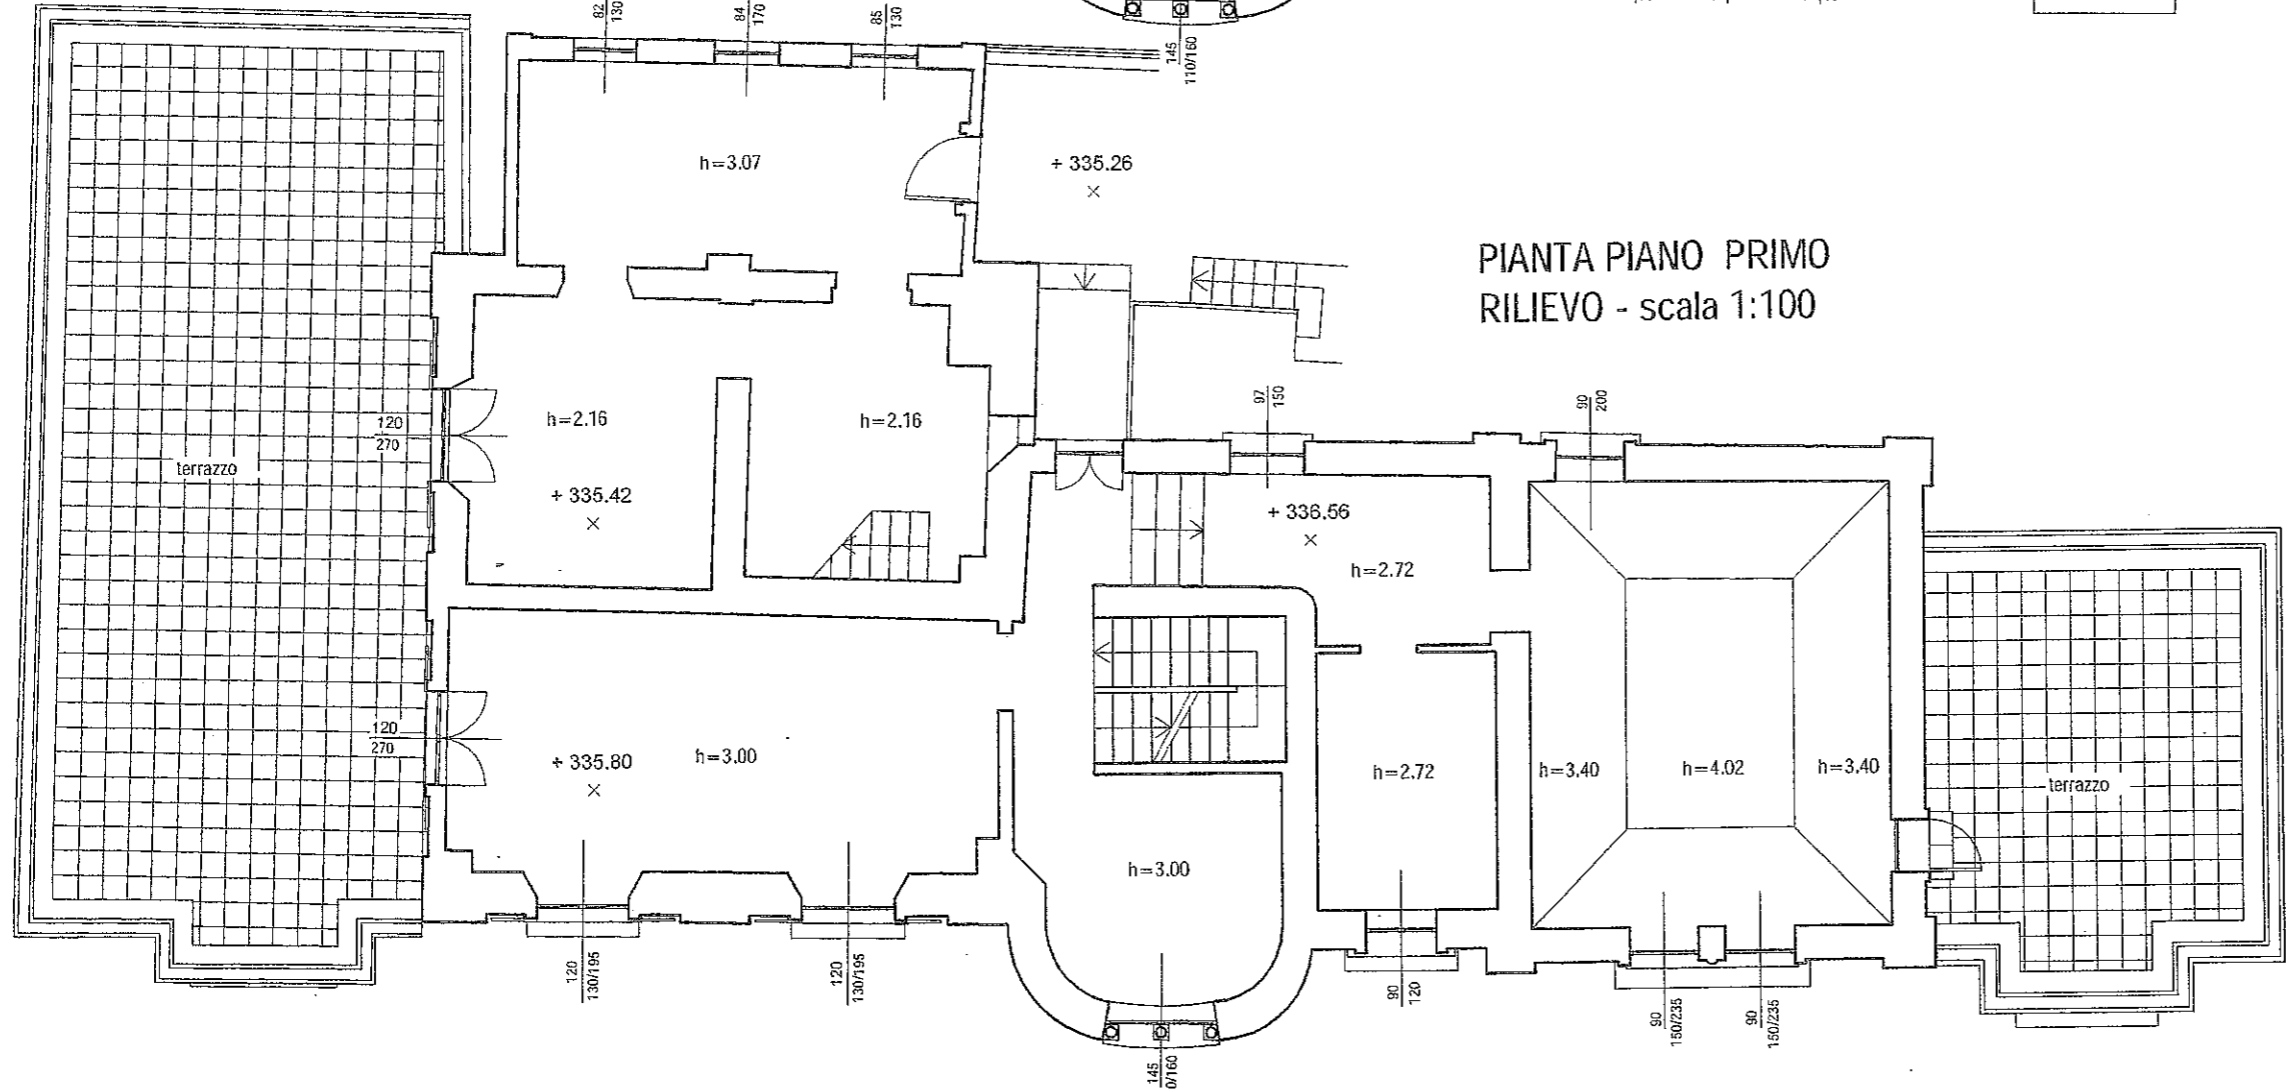 82
130
84
170
85
130
145
110/160
h=3.07
+ 335.26
PIANTA PIANO PRIMO
RILIEVO - scala 1:100
97
150
90
200
120
270
h=2.16
h=2.16
terrazzo
+ 335.42
+ 336.56
h=2.72
120
270
+ 335.80
h=3.00
h=2.72
h=3.40
h=4.02
h=3.40
terrazzo
h=3.00
120
130/195
120
130/195
90
120
90
150/235
90
150/235
145
0/160